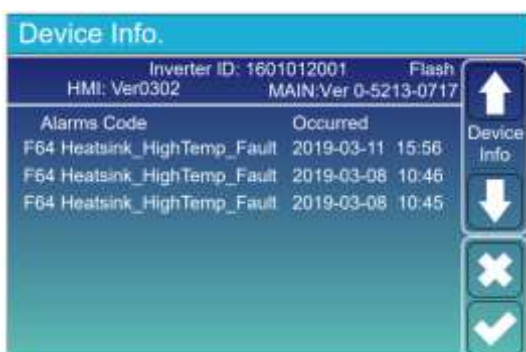 Device Info.
Inverter ID: 1601012001 Flash
HMI: Ver0302 MAIN:Ver 0-5213-0717
Alarms Code Occurred
F64 Heatsink_HighTemp_Fault 2019-03-11 15:56
F64 Heatsink_HighTemp_Fault 2019-03-08 10:46
F64 Heatsink_HighTemp_Fault 2019-03-08 10:45
Device
Info